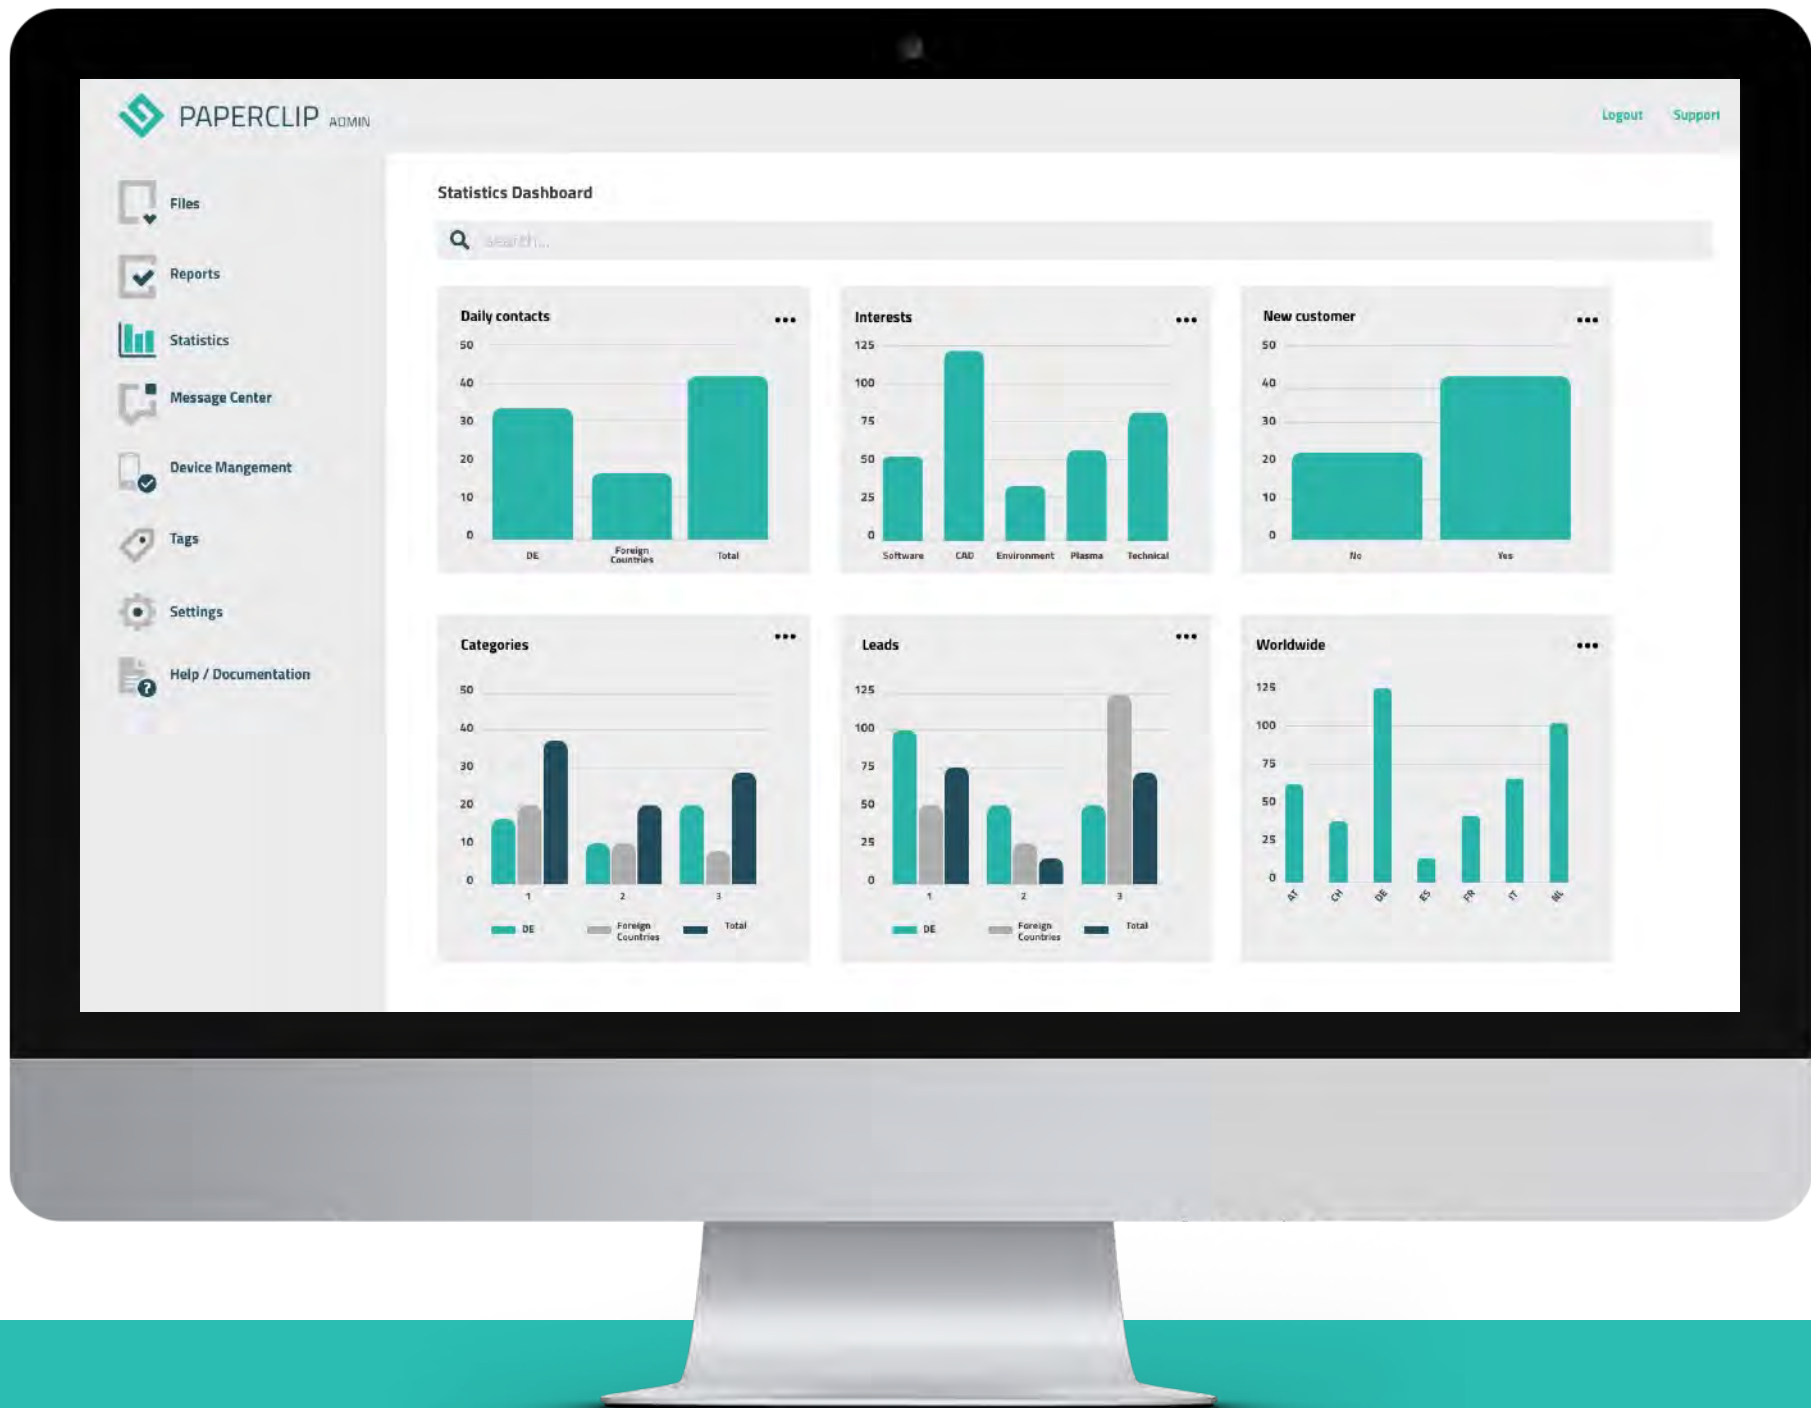 PAPERCLIP ADMIN
Logout Support
Files
Reports
Statistics
Message Center
Device Mangement
Tags
Settings
Help / Documentation
Statistics Dashboard
search...
Daily contacts
50
40
30
20
10
0
DE
Foreign
Countries
Total
Interests
125
100
75
50
25
0
Software CAD Environment Plasma Technical
New customer
50
40
30
20
10
0
No Yes
Categories
50
40
30
20
10
0
1 2 3
DE
Foreign
Countries
Total
Leads
125
100
75
50
25
0
1 2 3
DE
Foreign
Countries
Total
Worldwide
125
100
75
50
25
0
AT CH DE ES FR IT NL